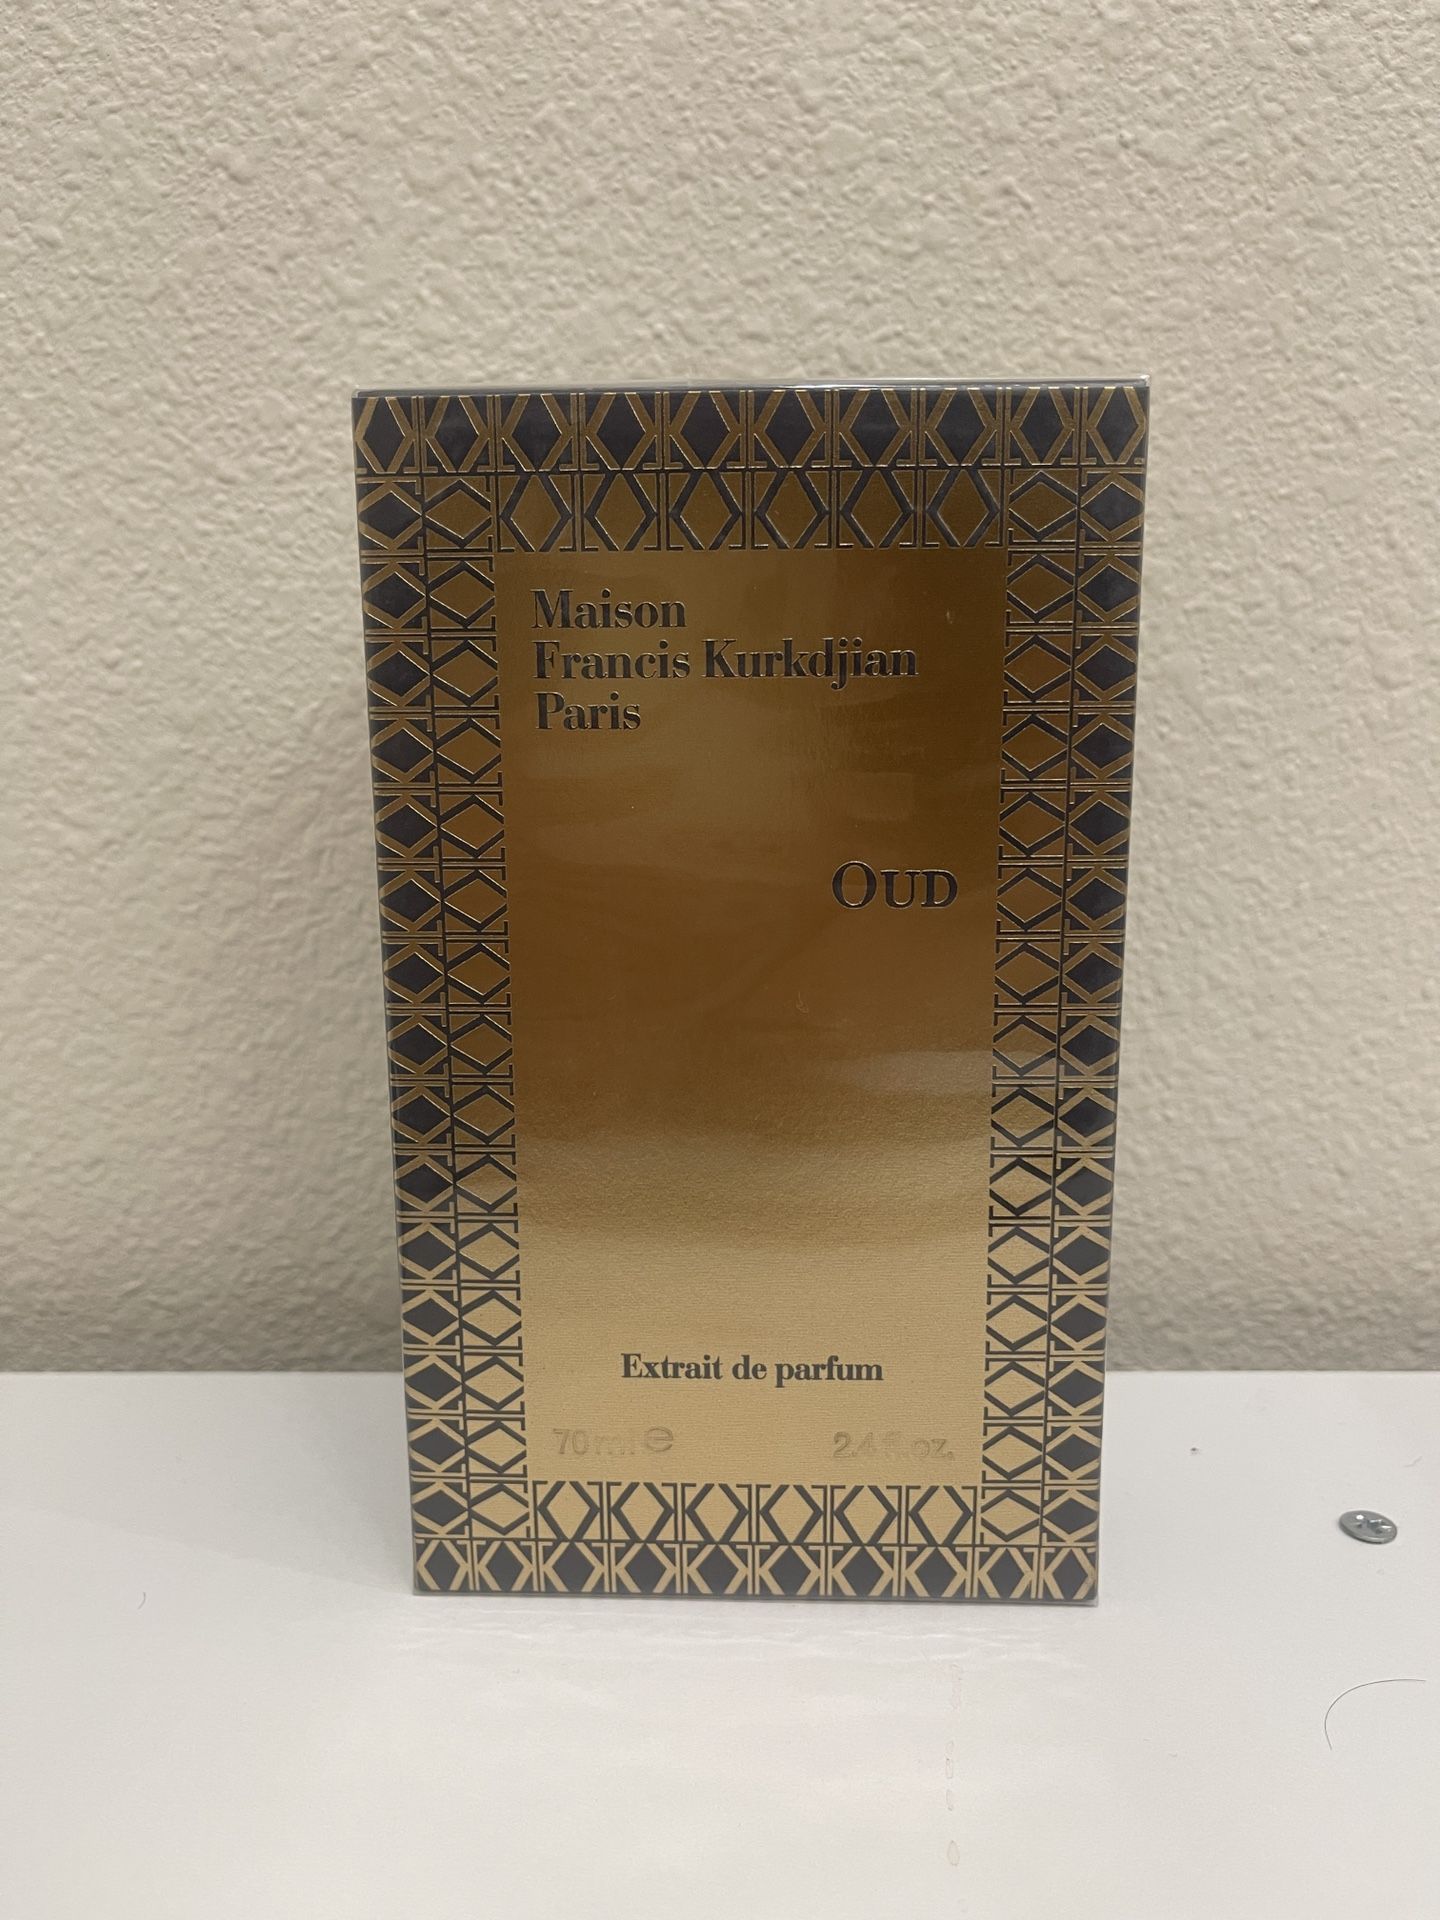 Maison
Francis Kurkdjian
Paris
OUD
Extrait de parfum
70 ml ℮ 2.4 fl.oz.